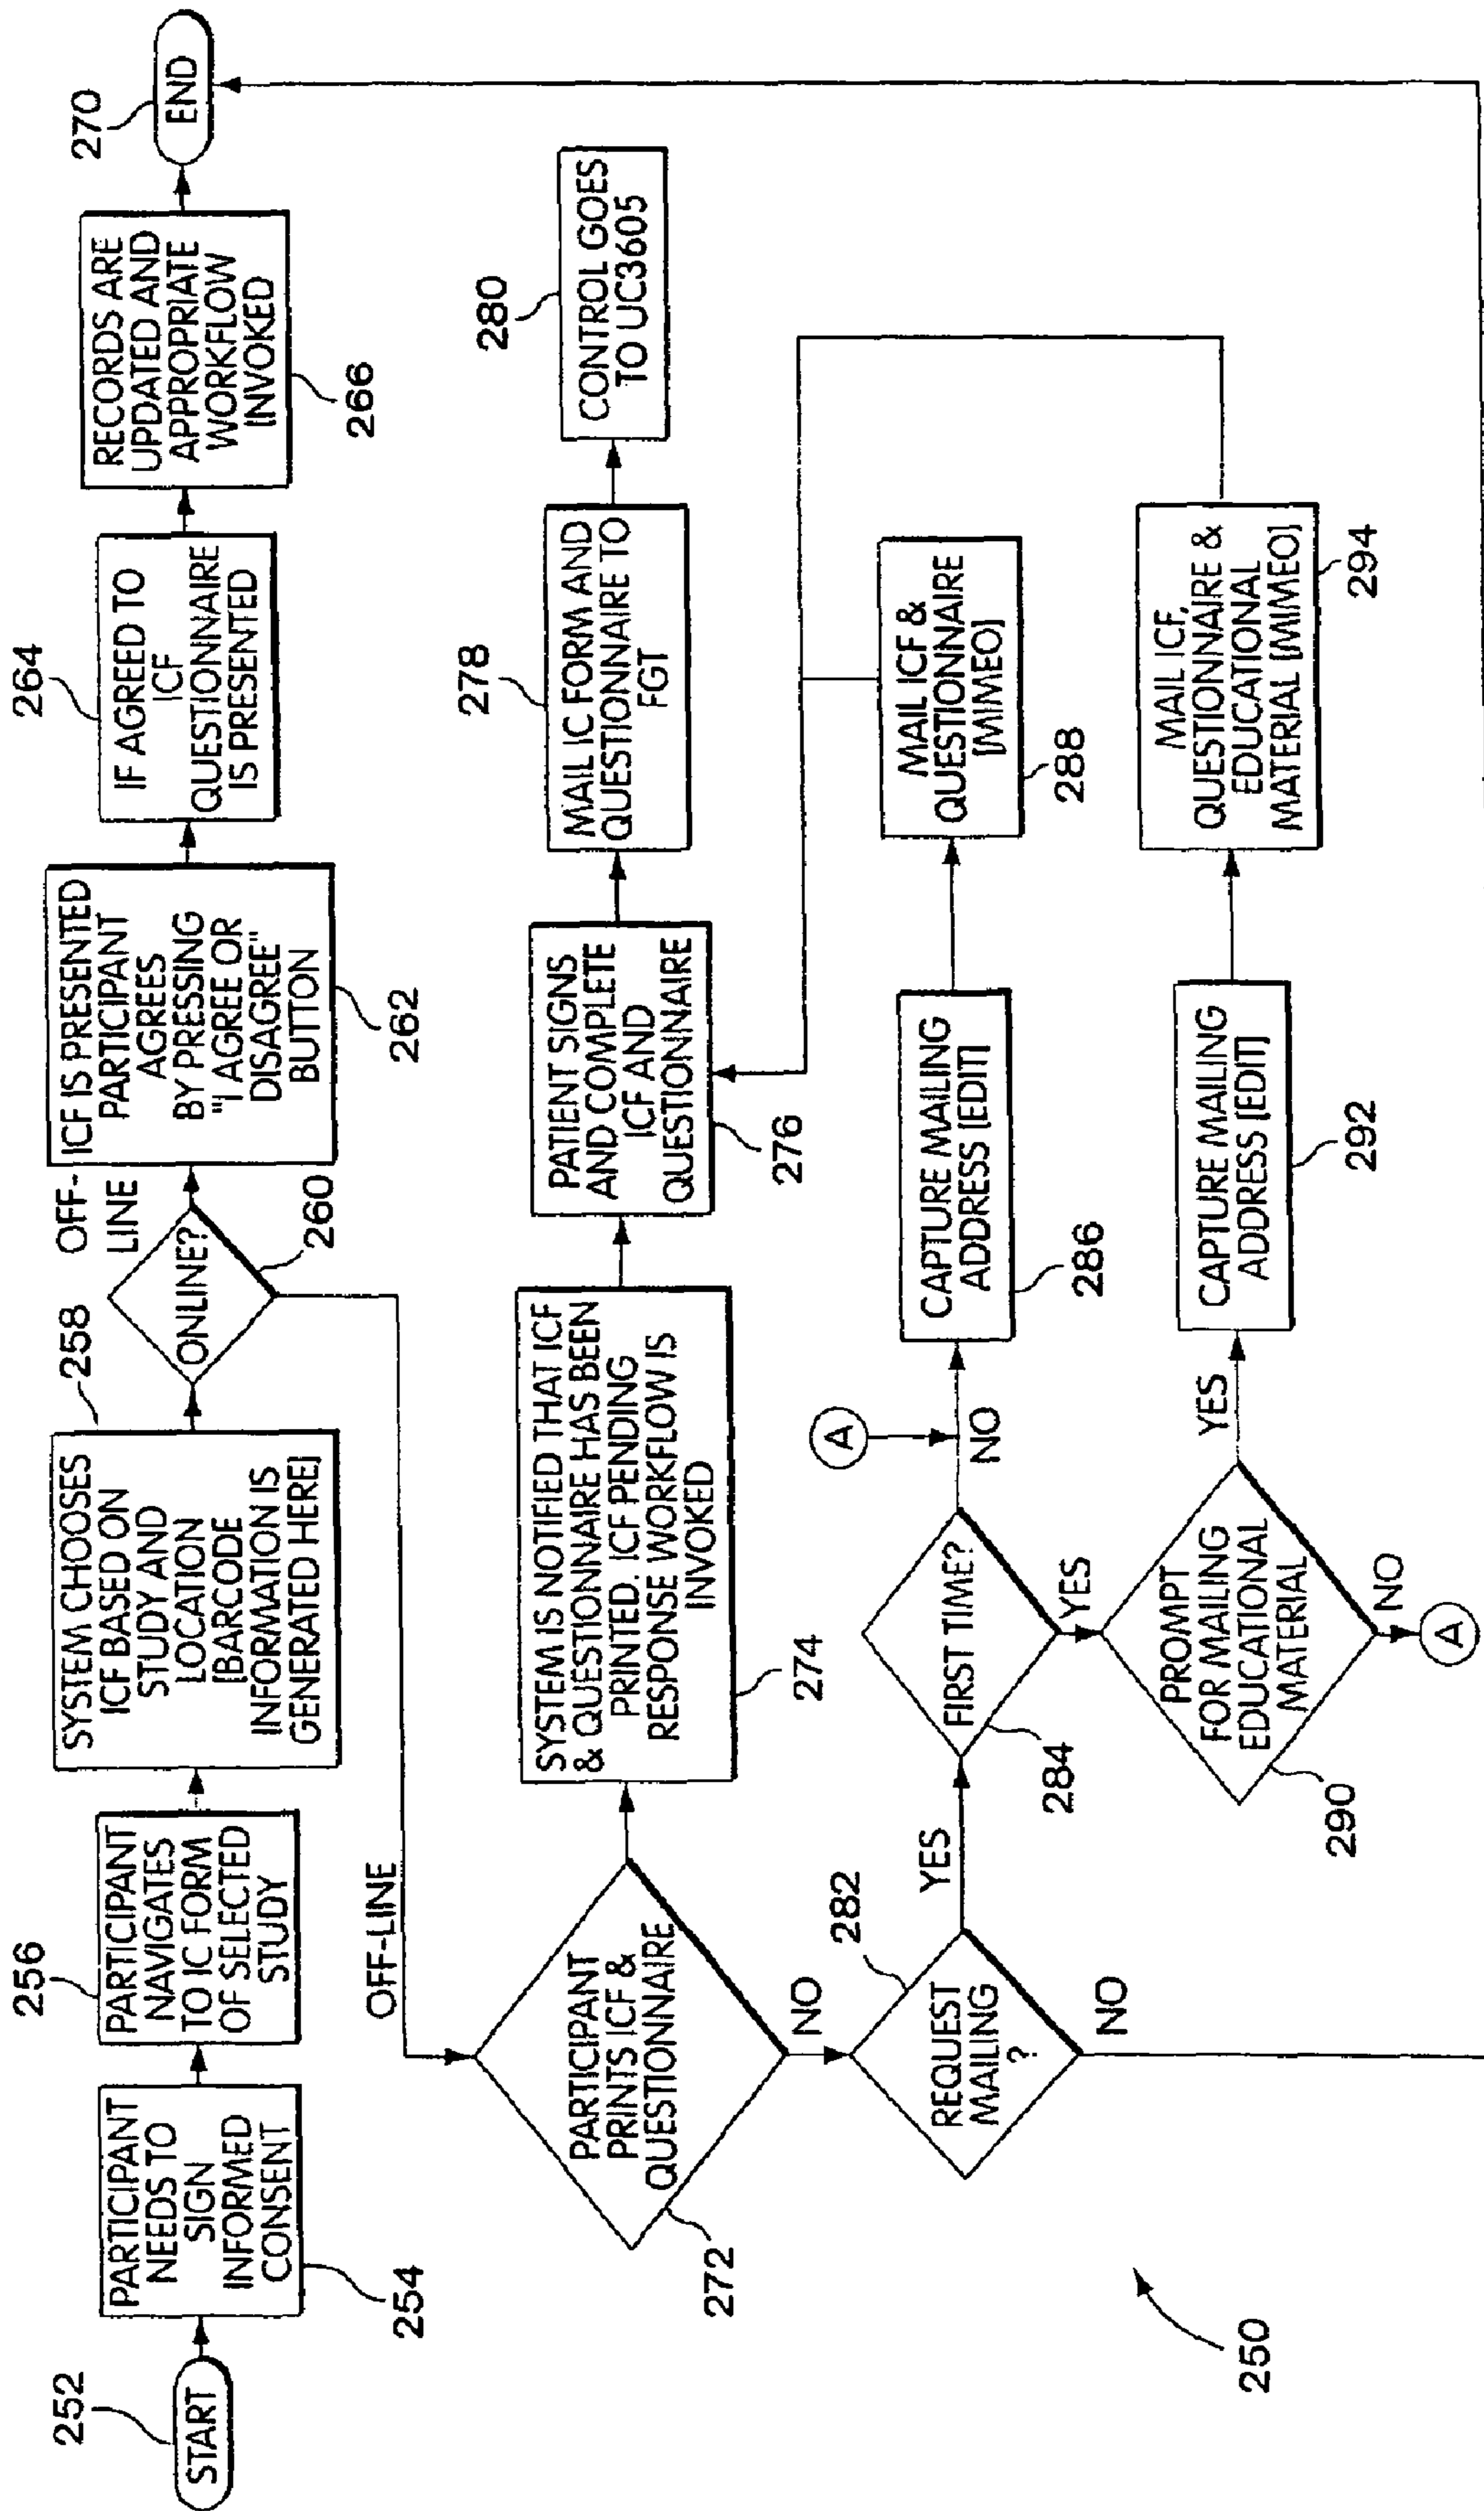 252
START
PARTICIPANT
NEEDS TO
SIGN
INFORMED
CONSENT
254
256
PARTICIPANT
NAVIGATES
TO IC FORM
OF SELECTED
STUDY
258
SYSTEM CHOOSES
ICF BASED ON
STUDY AND
LOCATION
[BARCODE
INFORMATION IS
GENERATED HERE]
ONLINE?
260
OFF-
LINE
ICF IS PRESENTED
PARTICIPANT
AGREES
BY PRESSING
"I AGREE OR
DISAGREE"
BUTTON
262
264
IF AGREED TO
ICF
QUESTIONNAIRE
IS PRESENTED
RECORDS ARE
UPDATED AND
APPROPRIATE
WORKFLOW
INVOKED
266
270
END
OFF-LINE
PARTICIPANT
PRINTS ICF &
QUESTIONNAIRE
272
SYSTEM IS NOTIFIED THAT ICF
& QUESTIONNAIRE HAS BEEN
PRINTED. ICF PENDING
RESPONSE WORKFLOW IS
INVOKED
274
PATIENT SIGNS
AND COMPLETE
ICF AND
QUESTIONNAIRE
276
278
MAIL IC FORM AND
QUESTIONNAIRE TO
FGT
280
CONTROL GOES
TO UC3605
NO
282
REQUEST
MAILING
?
NO
YES
FIRST TIME?
284
A
NO
CAPTURE MAILING
ADDRESS [EDIT]
286
MAIL ICF &
QUESTIONNAIRE
[MIMEO]
288
YES
PROMPT
FOR MAILING
EDUCATIONAL
MATERIAL
290
NO
A
YES
CAPTURE MAILING
ADDRESS [EDIT]
292
MAIL ICF,
QUESTIONNAIRE &
EDUCATIONAL
MATERIAL [MIMEO]
294
250